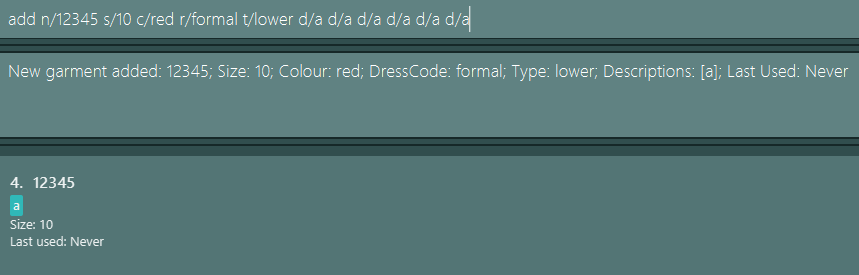 add n/12345 s/10 c/red r/formal t/lower d/a d/a d/a d/a d/a d/a
New garment added: 12345; Size: 10; Colour: red; DressCode: formal; Type: lower; Descriptions: [a]; Last Used: Never
4. 12345
a
Size: 10
Last used: Never